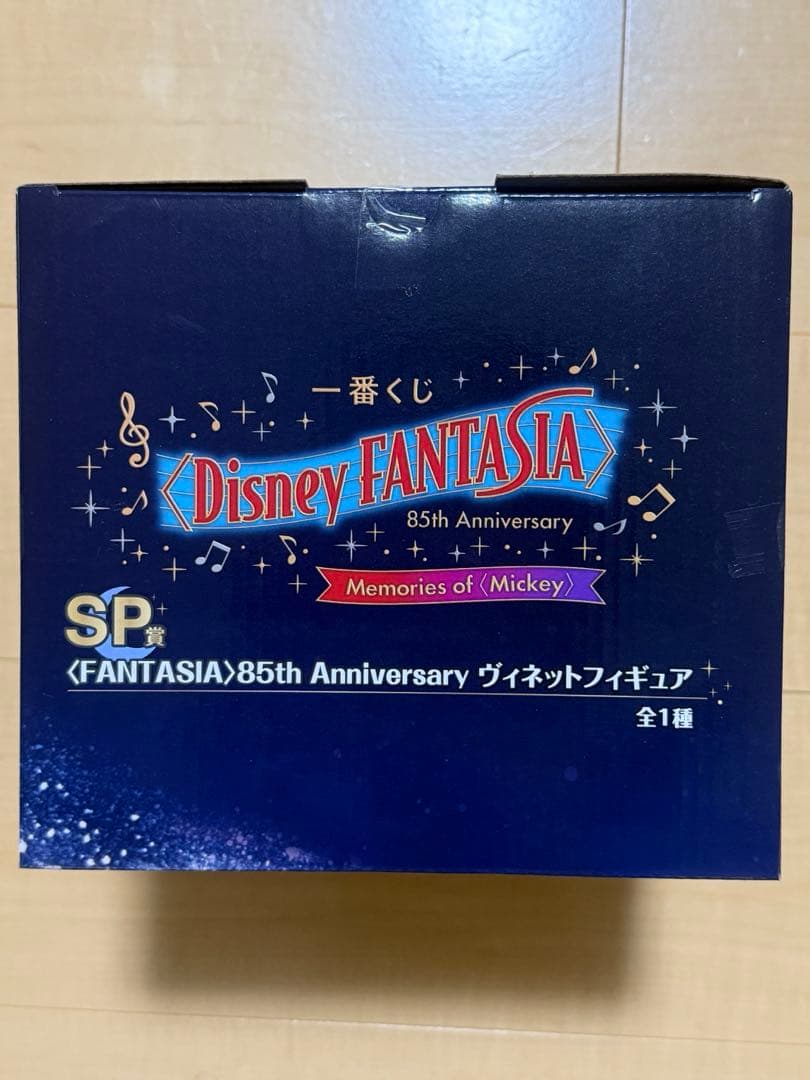 一番くじ
〈Disney FANTASIA〉
85th Anniversary
Memories of〈Mickey〉
SP賞
〈FANTASIA〉85th Anniversary ヴィネットフィギュア
全1種